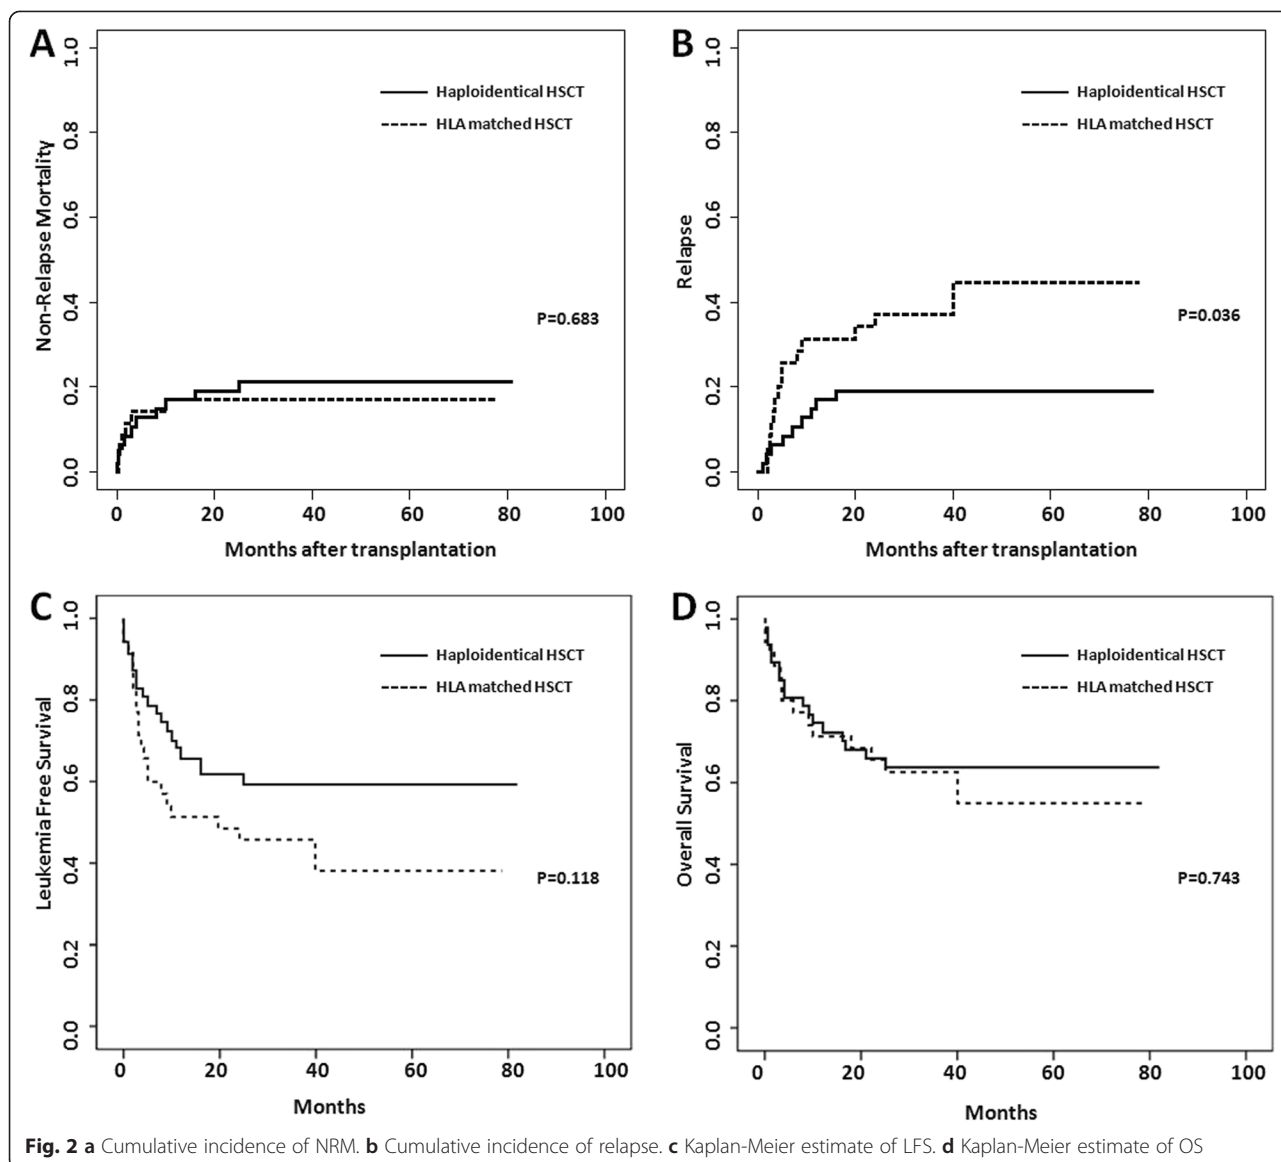 A
1.0
0.8
0.6
0.4
0.2
0.0
Non-Relapse Mortality
Haploidentical HSCT
HLA matched HSCT
P=0.683
0 20 40 60 80 100
Months after transplantation
B
1.0
0.8
0.6
0.4
0.2
0.0
Relapse
Haploidentical HSCT
HLA matched HSCT
P=0.036
0 20 40 60 80 100
Months after transplantation
C
1.0
0.8
0.6
0.4
0.2
0.0
Leukemia Free Survival
Haploidentical HSCT
HLA matched HSCT
P=0.118
0 20 40 60 80 100
Months
D
1.0
0.8
0.6
0.4
0.2
0.0
Overall Survival
Haploidentical HSCT
HLA matched HSCT
P=0.743
0 20 40 60 80 100
Months
Fig. 2 a Cumulative incidence of NRM. b Cumulative incidence of relapse. c Kaplan-Meier estimate of LFS. d Kaplan-Meier estimate of OS